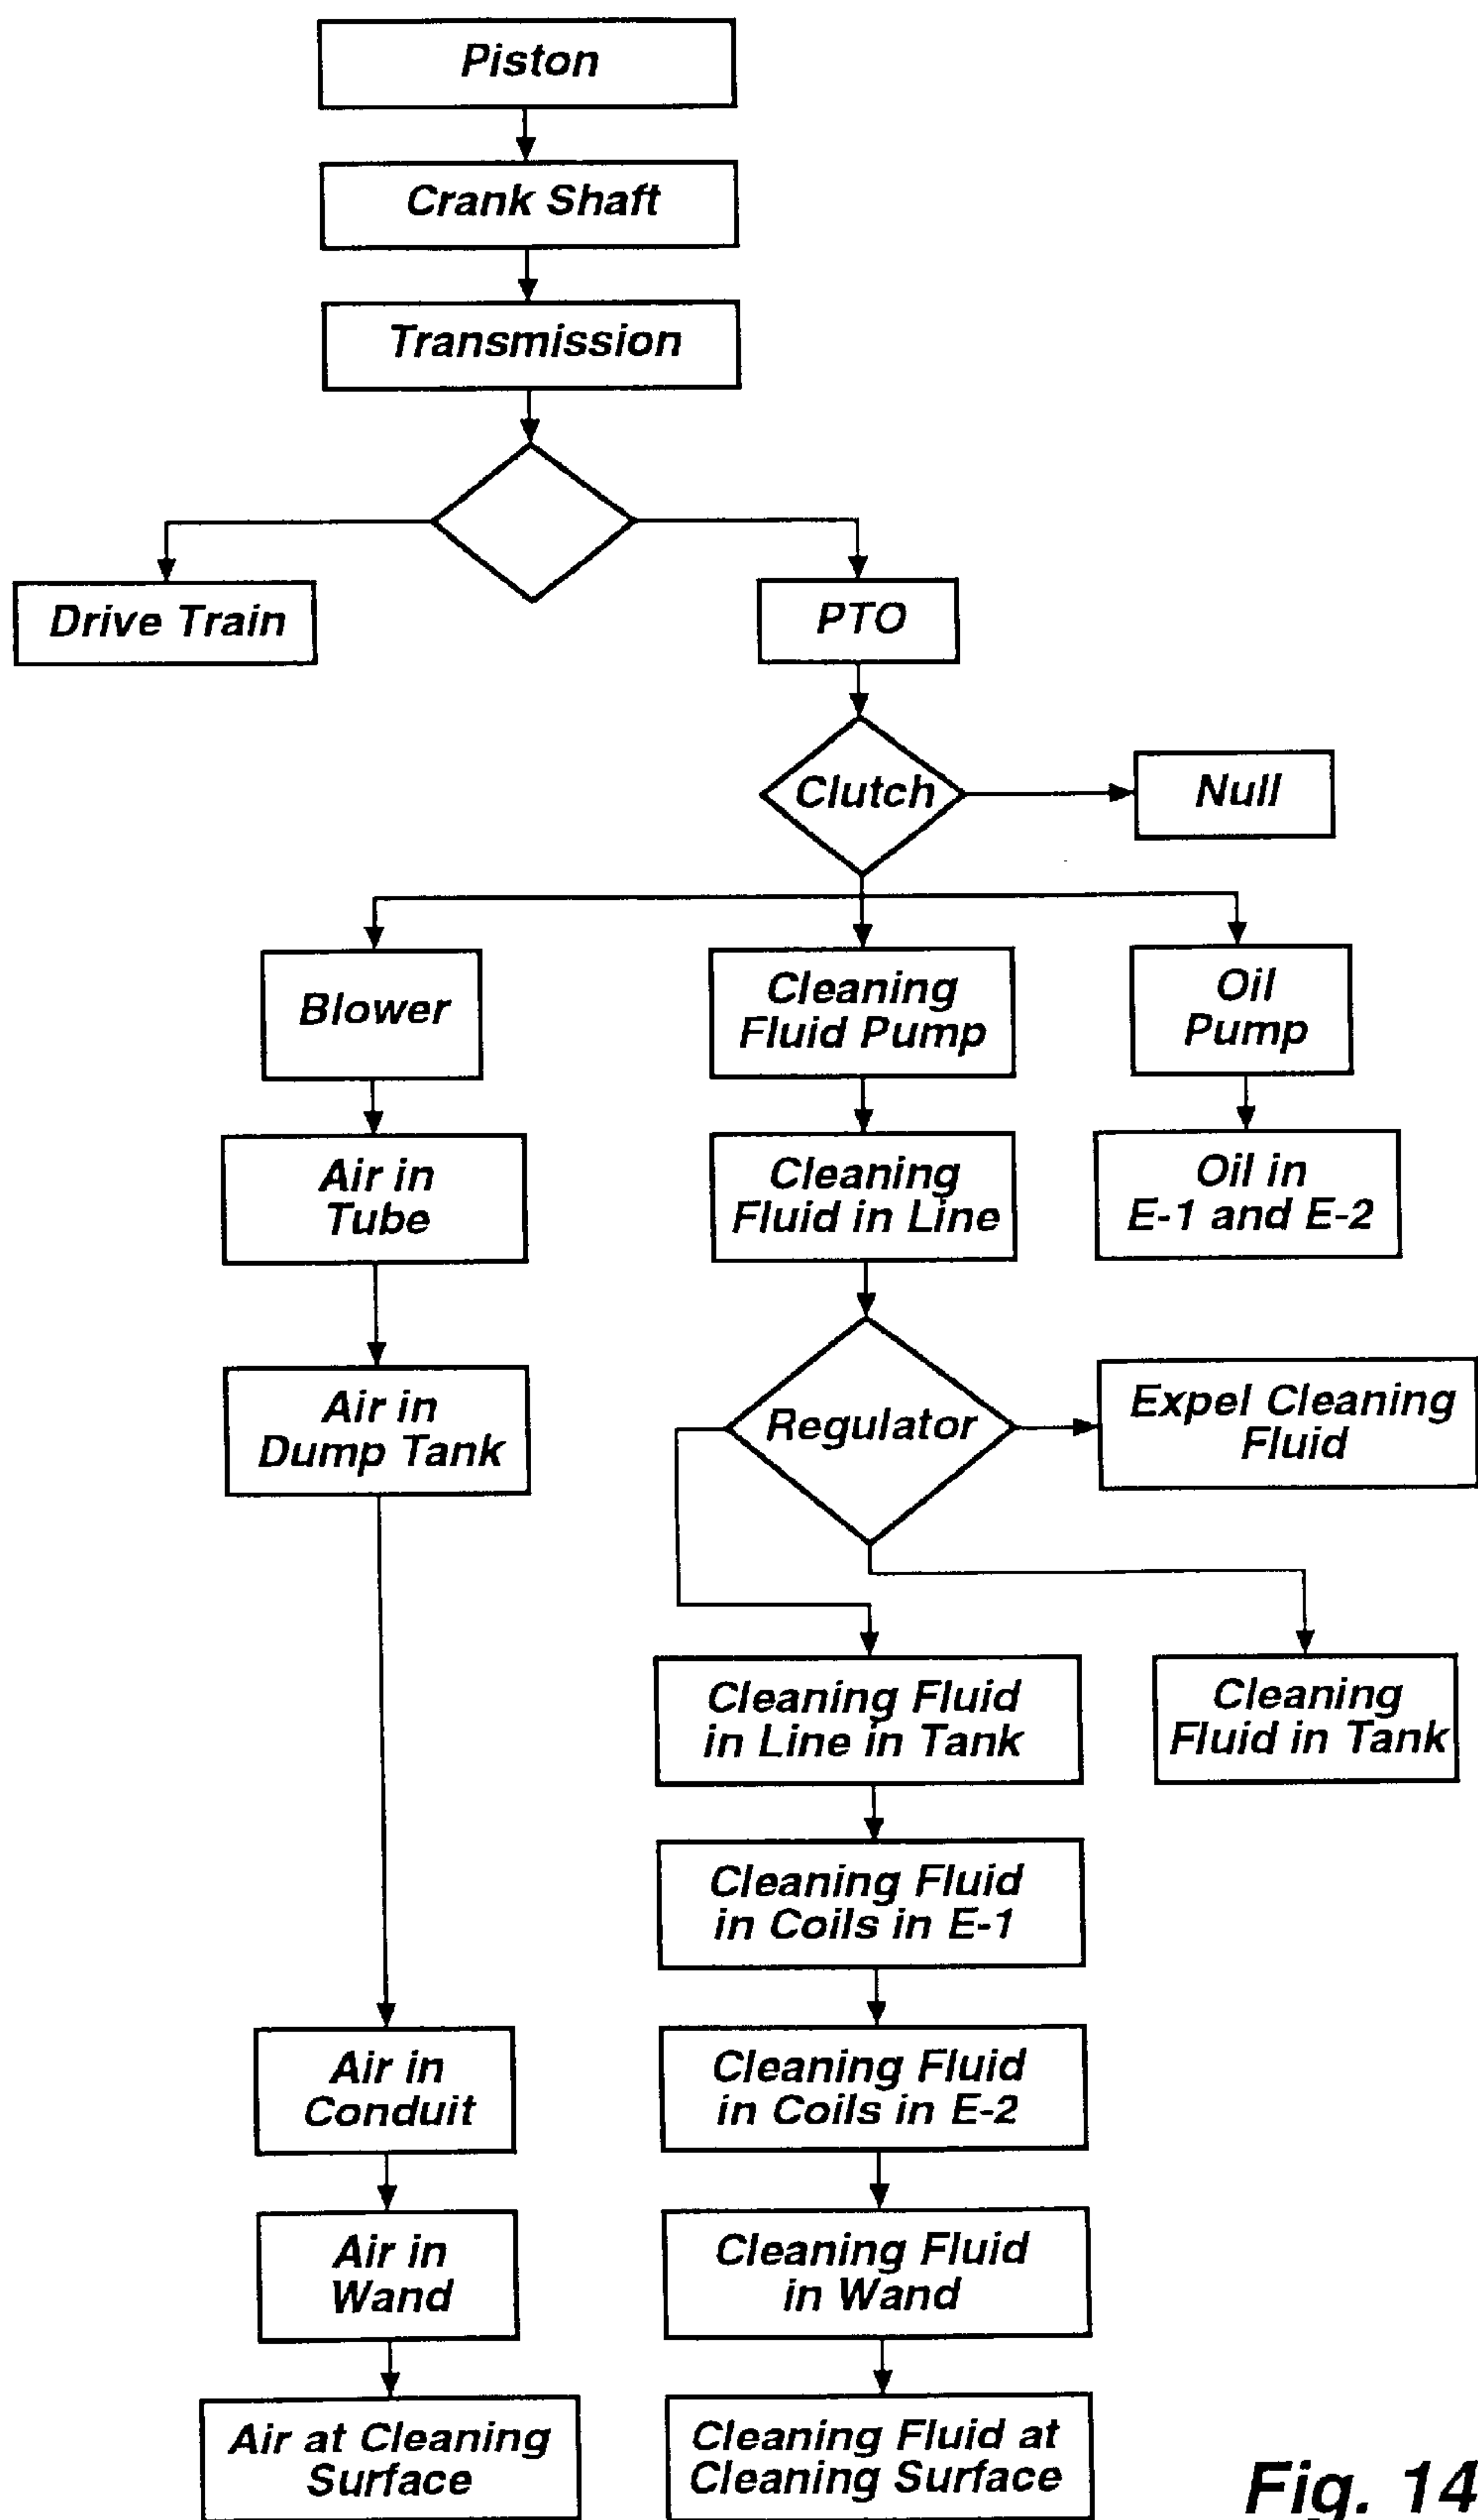 Piston
Crank Shaft
Transmission
Drive Train
PTO
Clutch
Null
Blower
Cleaning
Fluid Pump
Oil
Pump
Air in
Tube
Cleaning
Fluid in Line
Oil in
E-1 and E-2
Air in
Dump Tank
Regulator
Expel Cleaning
Fluid
Cleaning Fluid
in Line in Tank
Cleaning
Fluid in Tank
Cleaning Fluid
in Coils in E-1
Air in
Conduit
Cleaning Fluid
in Coils in E-2
Air in
Wand
Cleaning Fluid
in Wand
Air at Cleaning
Surface
Cleaning Fluid at
Cleaning Surface
Fig. 14